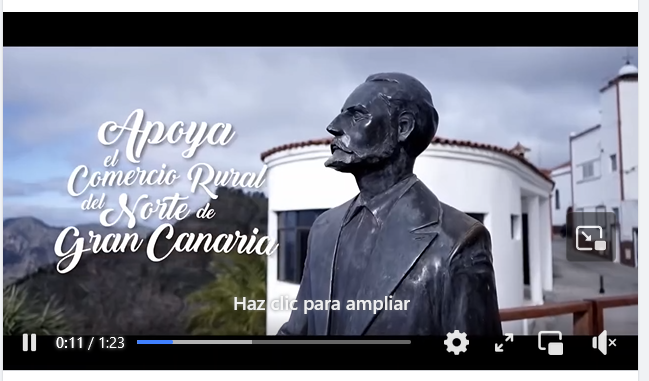 Apoya
el
Comercio Rural
del Norte de
Gran Canaria
Haz clic para ampliar
0:11 / 1:23